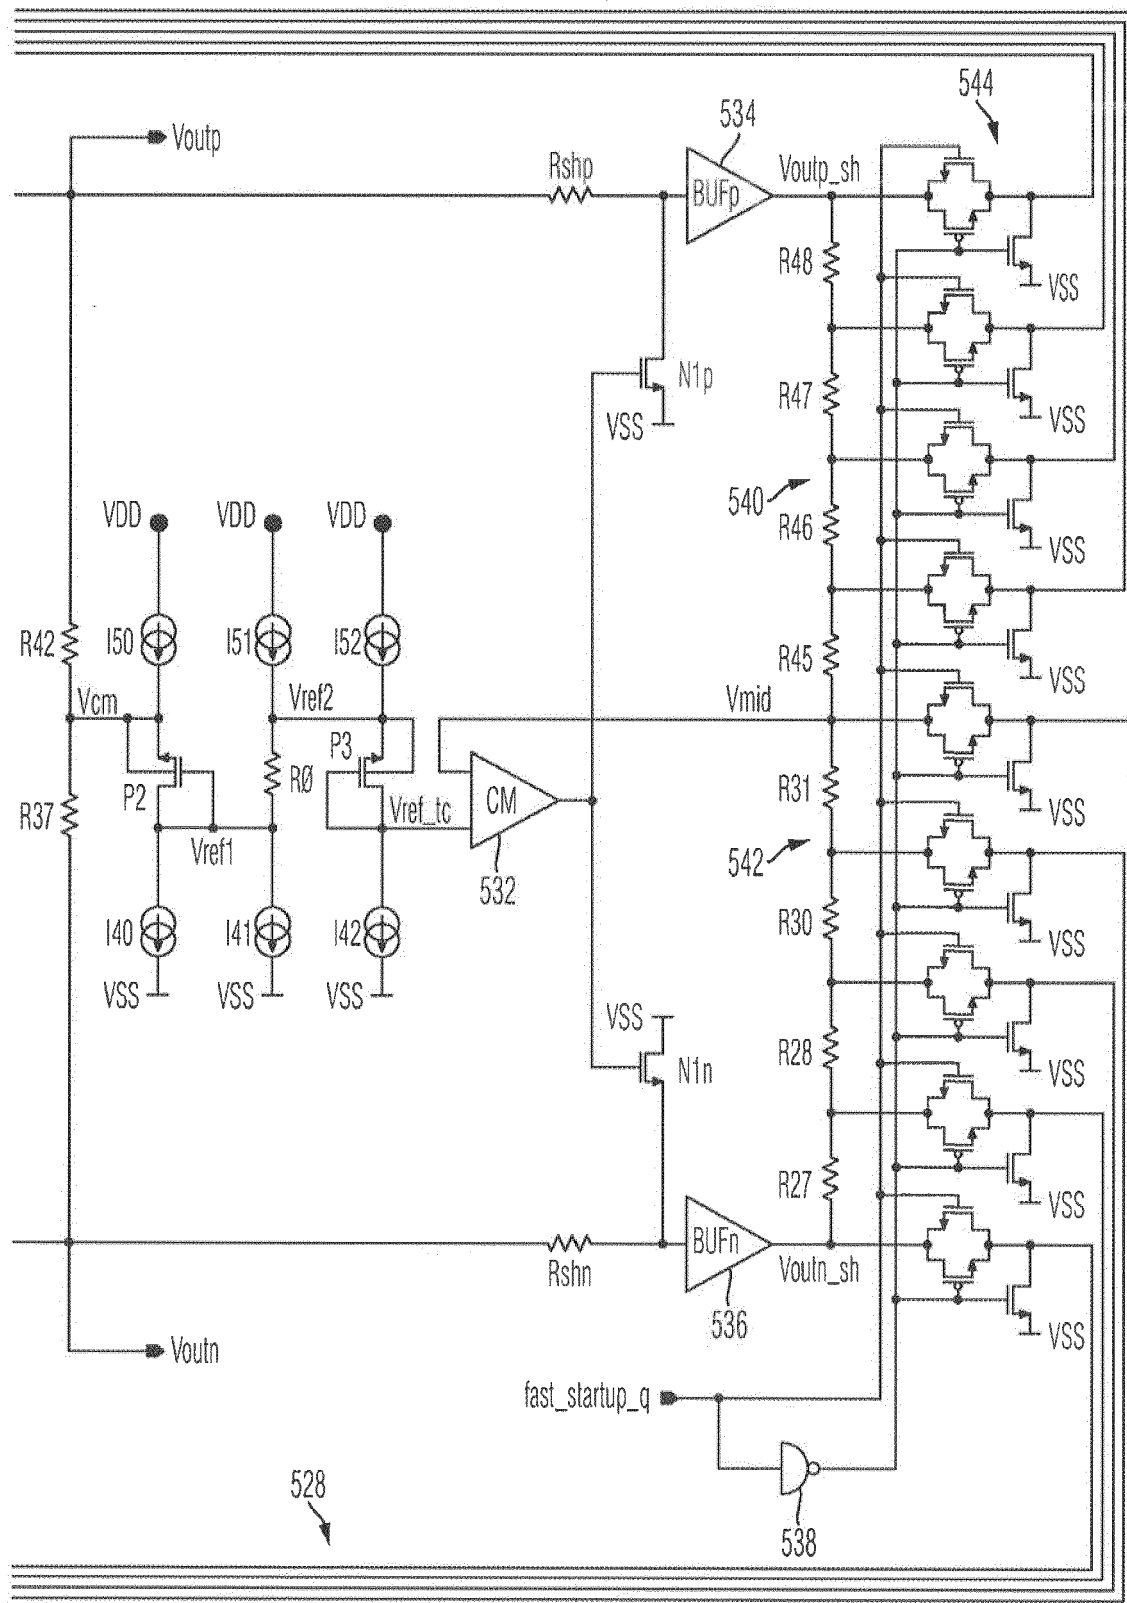 544
534
Voutp
Rshp
BUFp
Voutp_sh
R48
VSS
N1p
R47
VSS
VSS
540
VDD
VDD
VDD
R46
VSS
R42
I50
I51
I52
R45
VSS
Vcm
Vref2
Vmid
P3
P2
RØ
CM
R31
R37
Vref1
Vref_tc
VSS
542
532
I40
I41
I42
R30
VSS
VSS
VSS
VSS
VSS
N1n
R28
VSS
R27
VSS
BUFn
Rshn
Voutn_sh
536
VSS
Voutn
fast_startup_q
528
538